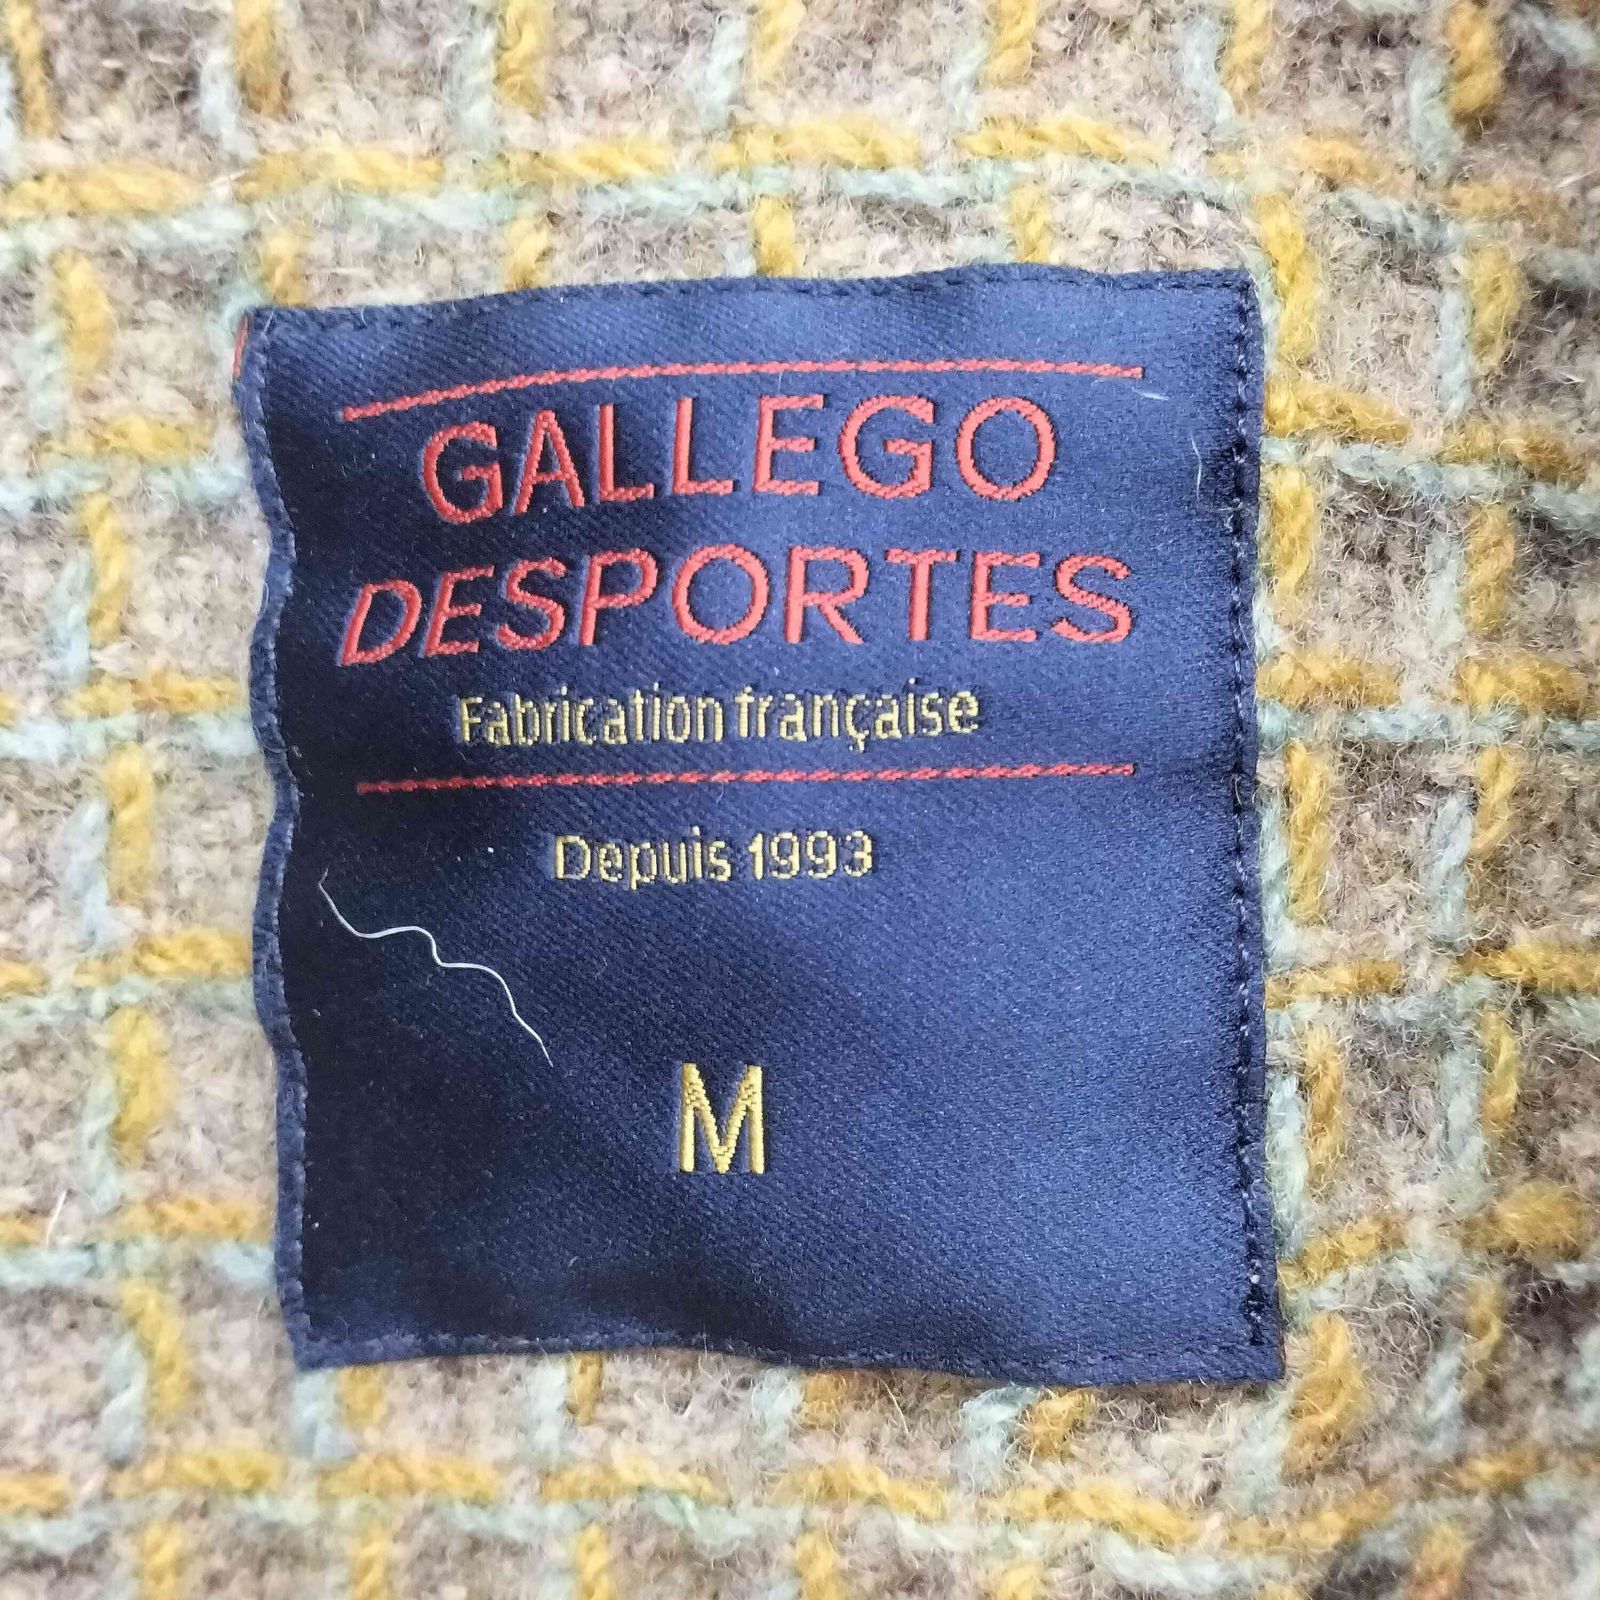 GALLEGO
DESPORTES
Fabrication française
Depuis 1993
M